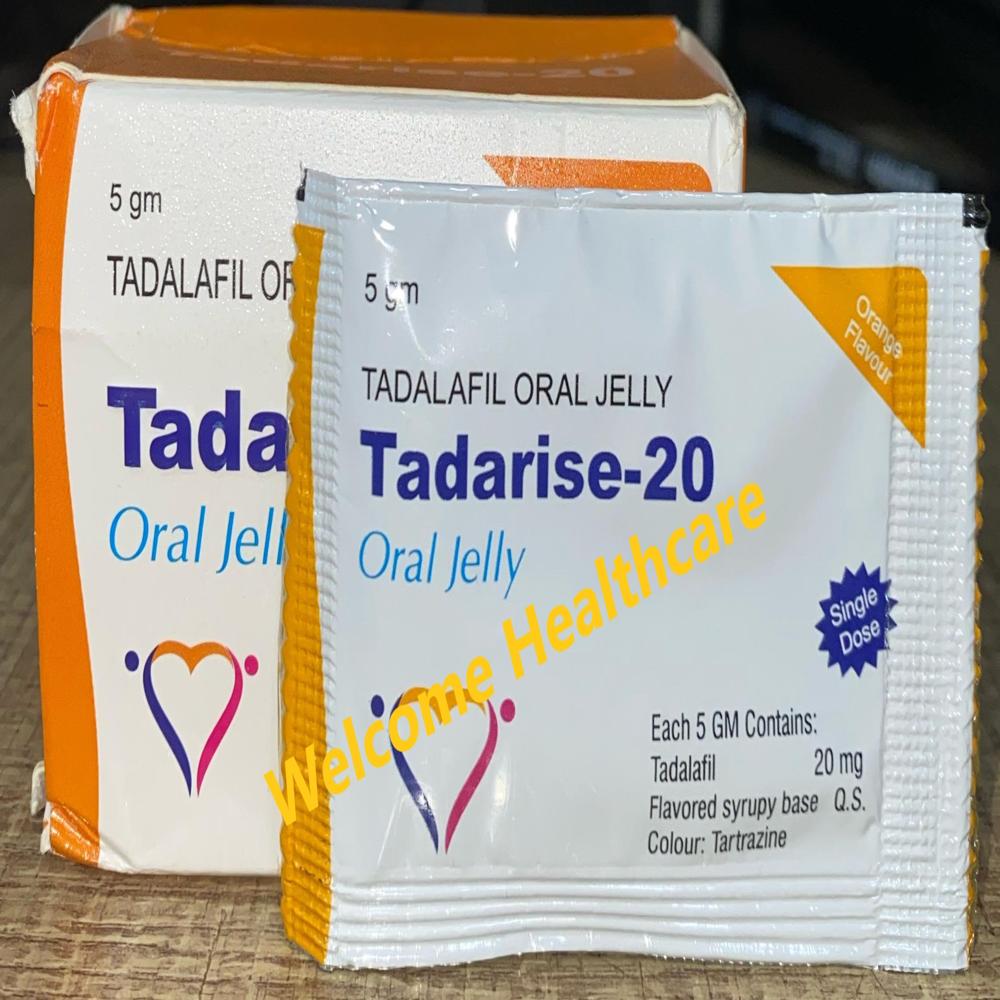 5 gm
TADALAFIL OR
Tada
Oral Jell
5 gm
Orange
Flavour
TADALAFIL ORAL JELLY
Tadarise-20
Oral Jelly
Single
Dose
Each 5 GM Contains:
Tadalafil 20 mg
Flavored syrupy base Q.S.
Colour: Tartrazine
Welcome Healthcare